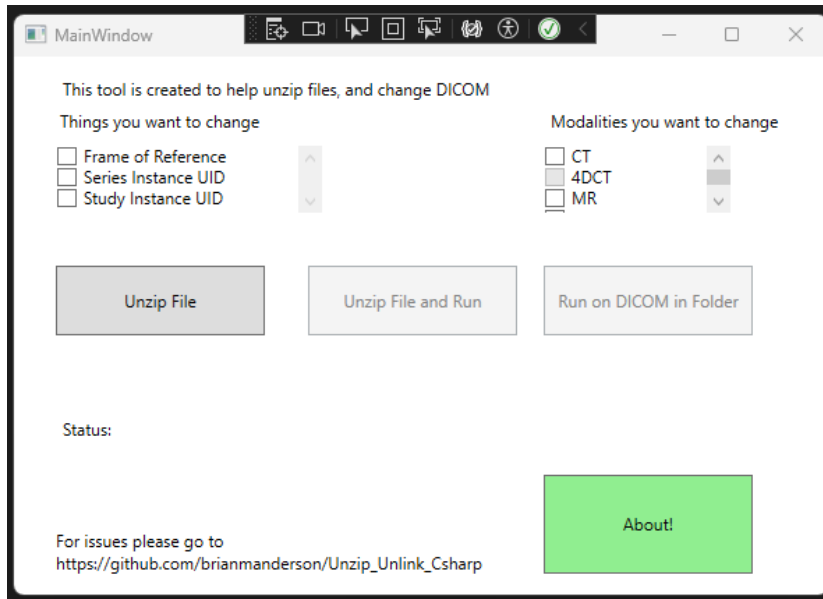 MainWindow
This tool is created to help unzip files, and change DICOM
Things you want to change
Modalities you want to change
Frame of Reference
Series Instance UID
Study Instance UID
CT
4DCT
MR
Unzip File
Unzip File and Run
Run on DICOM in Folder
Status:
About!
For issues please go to
https://github.com/brianmanderson/Unzip_Unlink_Csharp